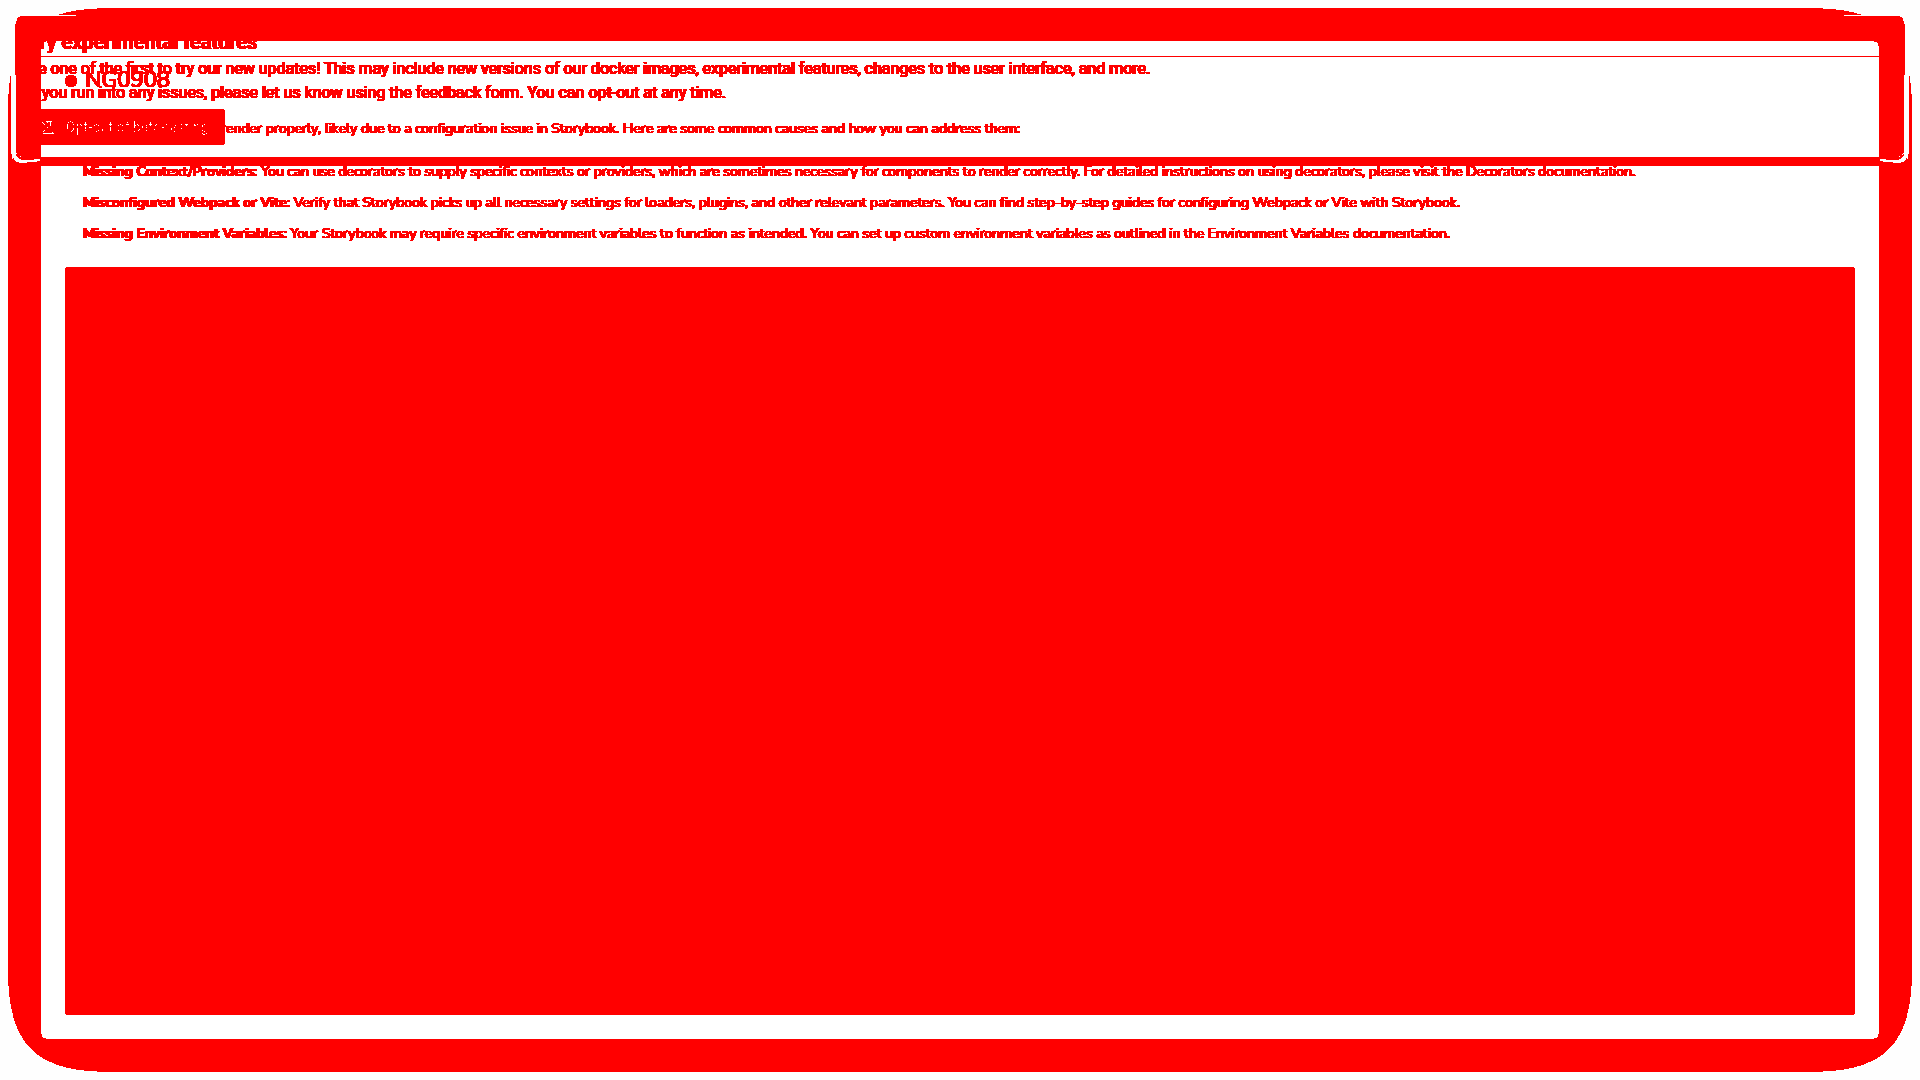 experimental features
one of the first to try our new updates! This may include new versions of our docker images, experimental features, changes to the user interface, and more.
NG0908
you run into any issues, please let us know using the feedback form. You can opt-out at any time.
Opt-out of beta
render properly, likely due to a configuration issue in Storybook. Here are some common causes and how you can address them:
Missing Context/Providers: You can use decorators to supply specific contexts or providers, which are sometimes necessary for components to render correctly. For detailed instructions on using decorators, please visit the Decorators documentation.
Misconfigured Webpack or Vite: Verify that Storybook picks up all necessary settings for loaders, plugins, and other relevant parameters. You can find step-by-step guides for configuring Webpack or Vite with Storybook.
Missing Environment Variables: Your Storybook may require specific environment variables to function as intended. You can set up custom environment variables as outlined in the Environment Variables documentation.